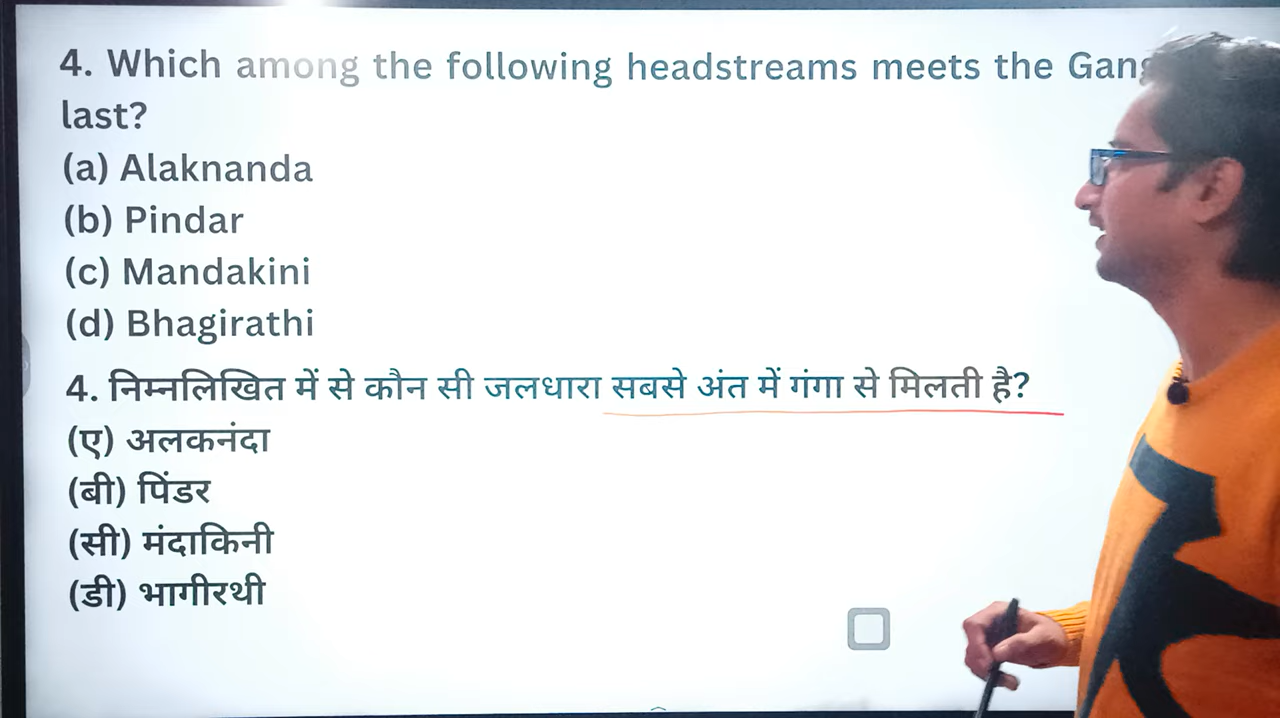 4. Which among the following headstreams meets the
last?
(a) Alaknanda
(b) Pindar
(c) Mandakini
(d) Bhagirathi
4. निम्नलिखित में से कौन सी जलधारा सबसे अंत में गंगा से मिलती है?
(ए) अलकनंदा
(बी) पिंडर
(सी) मंदाकिनी
(डी) भागीरथी